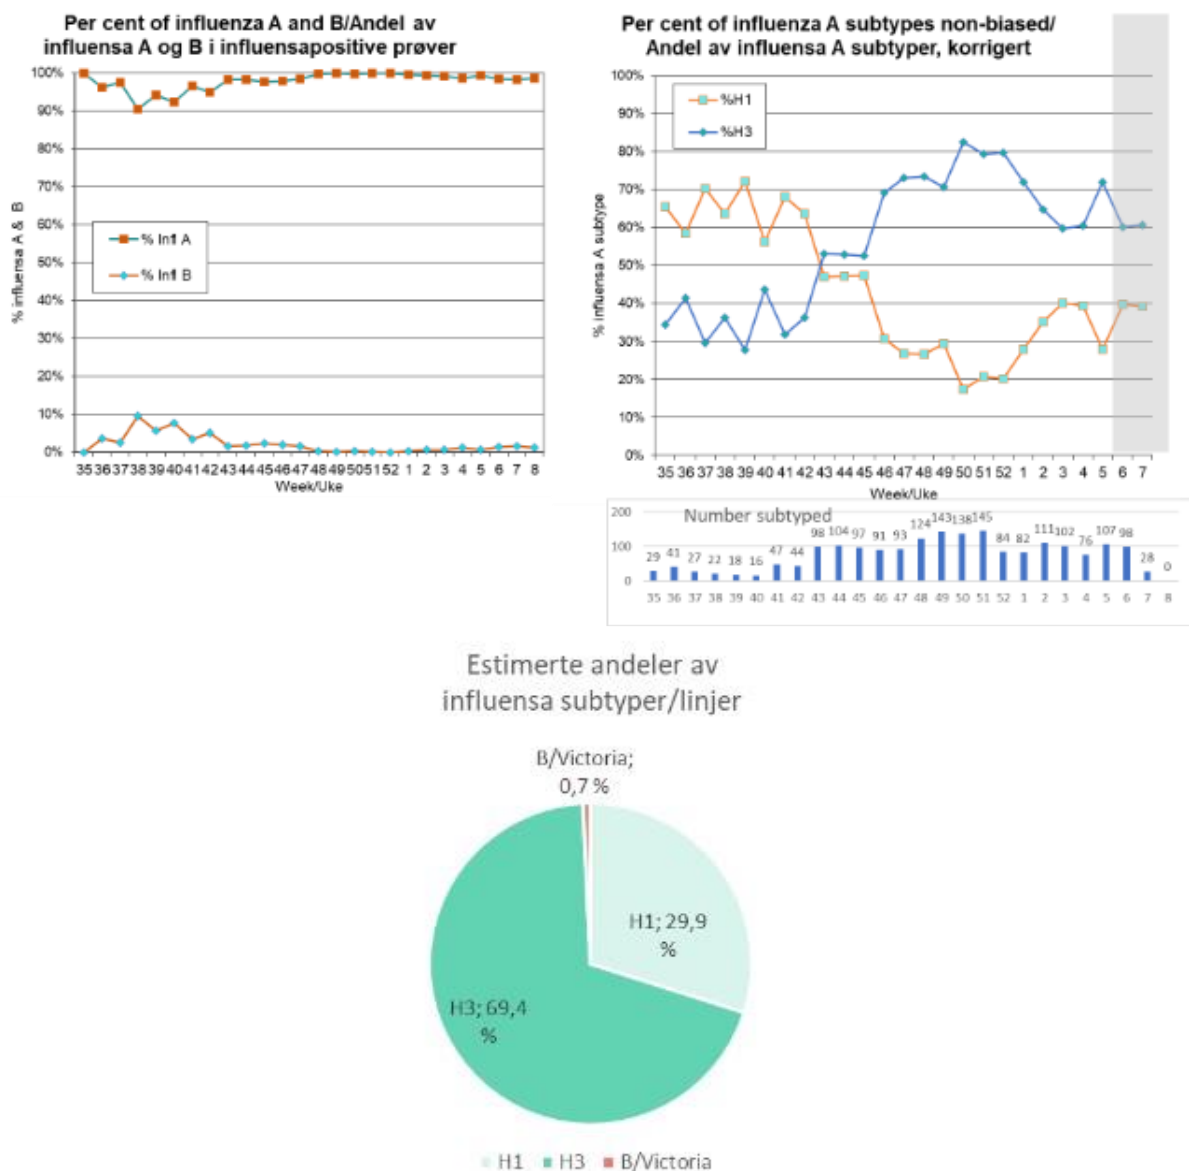 Per cent of influenza A and B/Andel av
influensa A og B i influensapositive prøver
100%
90%
80%
70%
60%
50%
40%
30%
20%
10%
0%
% influensa A & B
% Infl A
% Infl B
35 36 37 38 39 40 41 42 43 44 45 46 47 48 49 50 51 52 1 2 3 4 5 6 7 8
Week/Uke
Per cent of influenza A subtypes non-biased/
Andel av influensa A subtyper, korrigert
100%
90%
80%
70%
60%
50%
40%
30%
20%
10%
0%
% influensa A subtype
%H1
%H3
35 36 37 38 39 40 41 42 43 44 45 46 47 48 49 50 51 52 1 2 3 4 5 6 7
Week/Uke
Number subtyped
200
100
0
29 41 27 22 18 16 47 44 98 104 97 91 93 124 143 138 145 84 82 111 102 76 107 98 28 0
35 36 37 38 39 40 41 42 43 44 45 46 47 48 49 50 51 52 1 2 3 4 5 6 7 8
Estimerte andeler av
influensa subtyper/linjer
B/Victoria;
0,7 %
H1; 29,9
%
H3; 69,4
%
H1 H3 B/Victoria